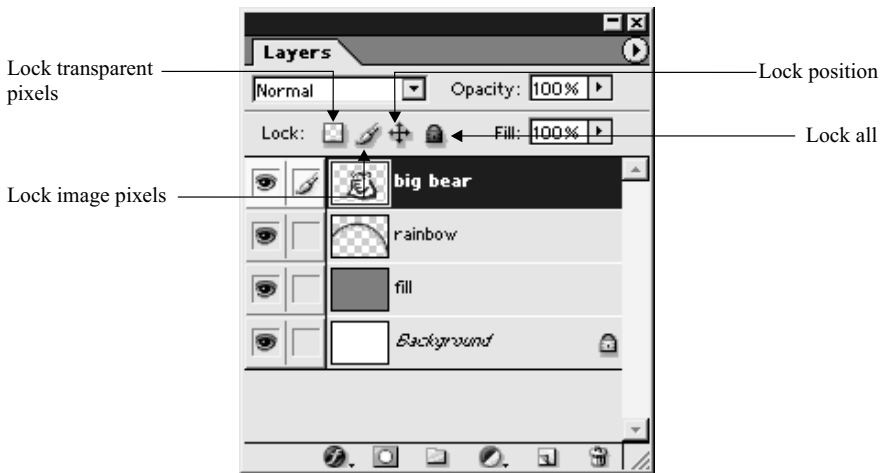 Layers
Lock transparent
pixels
Lock position
Normal
Opacity: 100%
Lock:
Fill: 100%
Lock all
Lock image pixels
big bear
rainbow
fill
Background